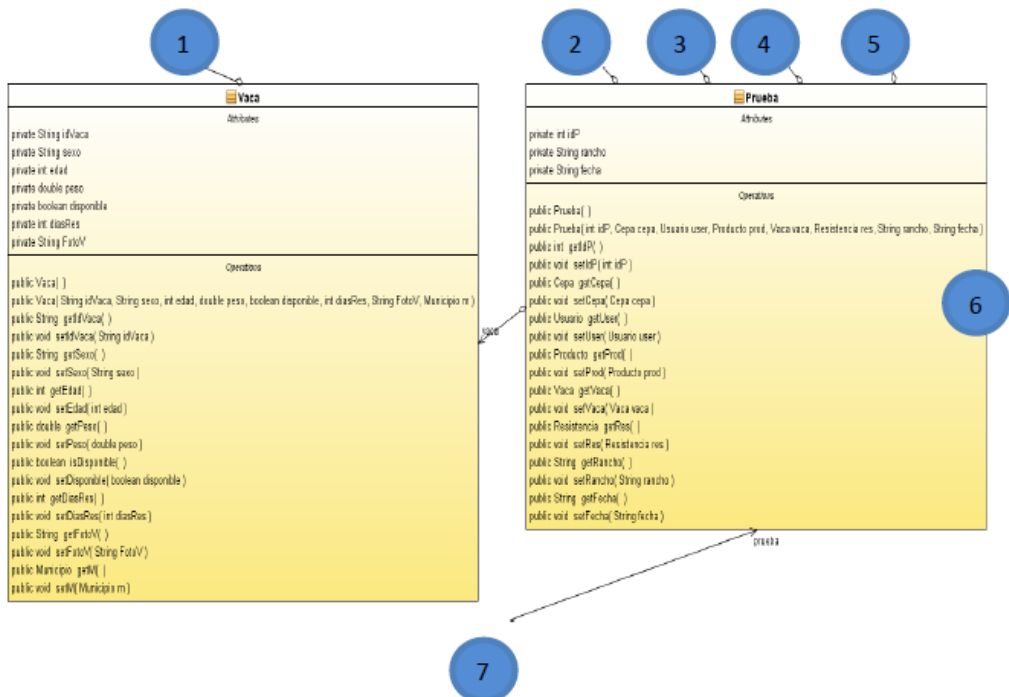 1
2
3
4
5
Vaca
Attributes
private String idVaca
private String sexo
private int edad
private double peso
private boolean disponible
private int diasRes
private String FotoV
Operations
public Vaca( )
public Vaca( String idVaca, String sexo, int edad, double peso, boolean disponible, int diasRes, String FotoV, Municipio m )
public String getIdVaca( )
public void setIdVaca( String idVaca )
public String getSexo( )
public void setSexo( String sexo )
public int getEdad( )
public void setEdad( int edad )
public double getPeso( )
public void setPeso( double peso )
public boolean isDisponible( )
public void setDisponible( boolean disponible )
public int getDiasRes( )
public void setDiasRes( int diasRes )
public String getFotoV( )
public void setFotoV( String FotoV )
public Municipio getM( )
public void setM( Municipio m )
Prueba
Attributes
private int idP
private String rancho
private String fecha
Operations
public Prueba( )
public Prueba( int idP, Cepa cepa, Usuario user, Producto prod, Vaca vaca, Resistencia res, String rancho, String fecha )
public int getIdP( )
public void setIdP( int idP )
public Cepa getCepa( )
public void setCepa( Cepa cepa )
public Usuario getUser( )
public void setUser( Usuario user )
public Producto getProd( )
public void setProd( Producto prod )
public Vaca getVaca( )
public void setVaca( Vaca vaca )
public Resistencia getRes( )
public void setRes( Resistencia res )
public String getRancho( )
public void setRancho( String rancho )
public String getFecha( )
public void setFecha( String fecha )
6
vaca
prueba
7